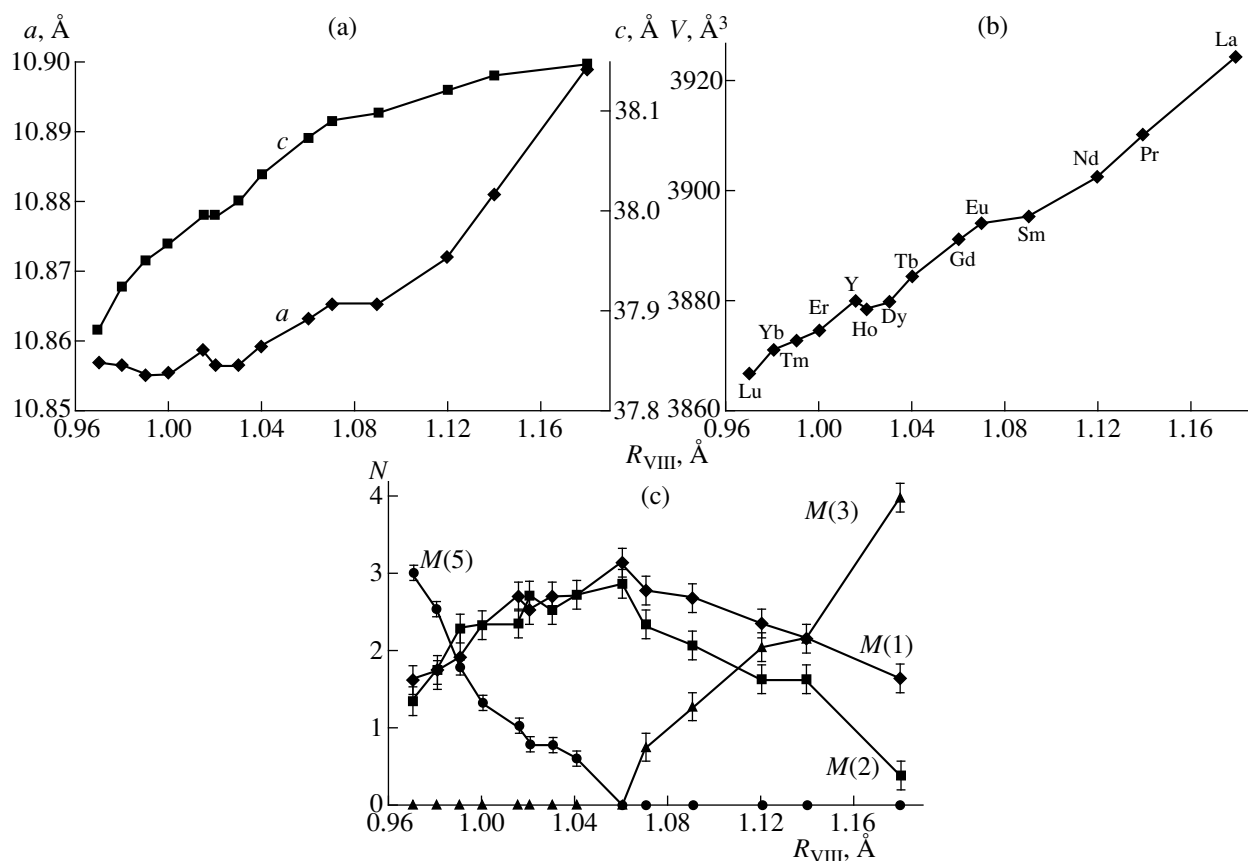 (a)
a, Å
c, Å
10.90
10.89
10.88
10.87
10.86
10.85
38.1
38.0
37.9
37.8
c
a
0.96 1.00 1.04 1.08 1.12 1.16
R_VIII, Å
(b)
V, Å³
3920
3900
3880
3860
La
Pr
Nd
Sm
Eu
Gd
Tb
Dy
Y
Ho
Er
Yb
Tm
Lu
0.96 1.00 1.04 1.08 1.12 1.16
(c)
N
4
3
2
1
0
M(5)
M(3)
M(1)
M(2)
0.96 1.00 1.04 1.08 1.12 1.16
R_VIII, Å